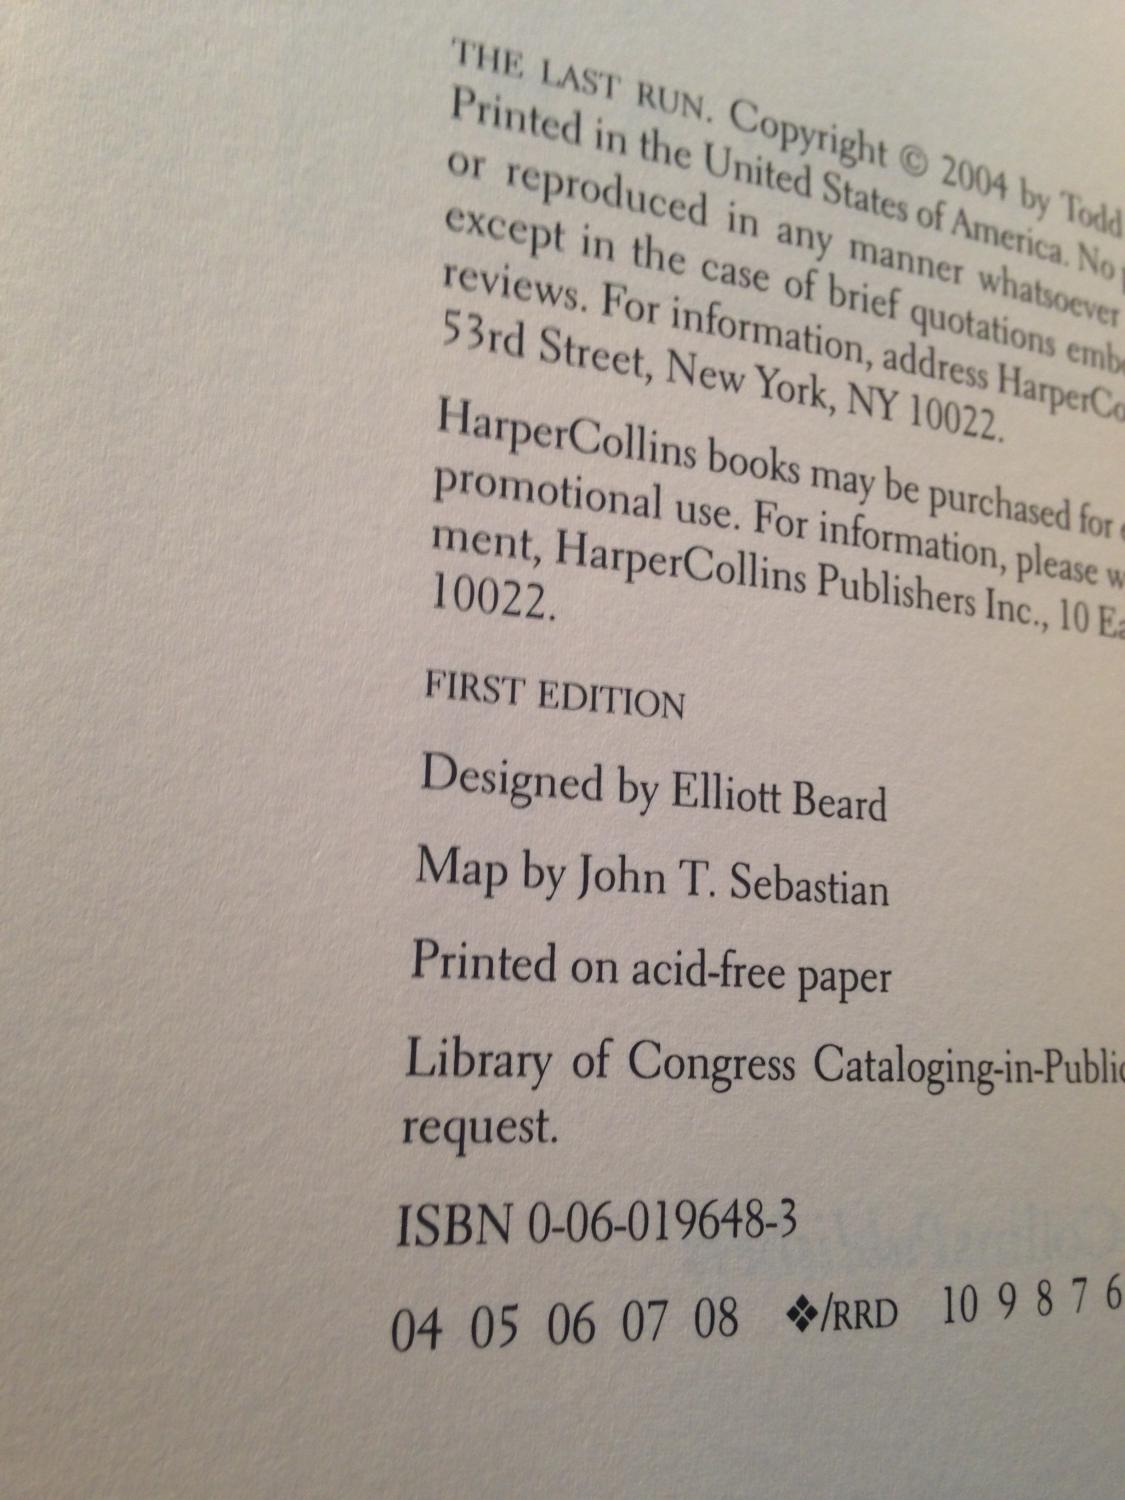 THE LAST RUN. Copyright © 2004 by Todd
Printed in the United States of America. No
or reproduced in any manner whatsoever
except in the case of brief quotations
reviews. For information, address
53rd Street, New York, NY 10022.
HarperCollins books may be purchased for
promotional use. For information, please
ment, HarperCollins Publishers Inc., 10
10022.
FIRST EDITION
Designed by Elliott Beard
Map by John T. Sebastian
Printed on acid-free paper
Library of Congress Cataloging-in-Public
request.
ISBN 0-06-019648-3
04 05 06 07 08 ❖/RRD 10 9 8 7 6